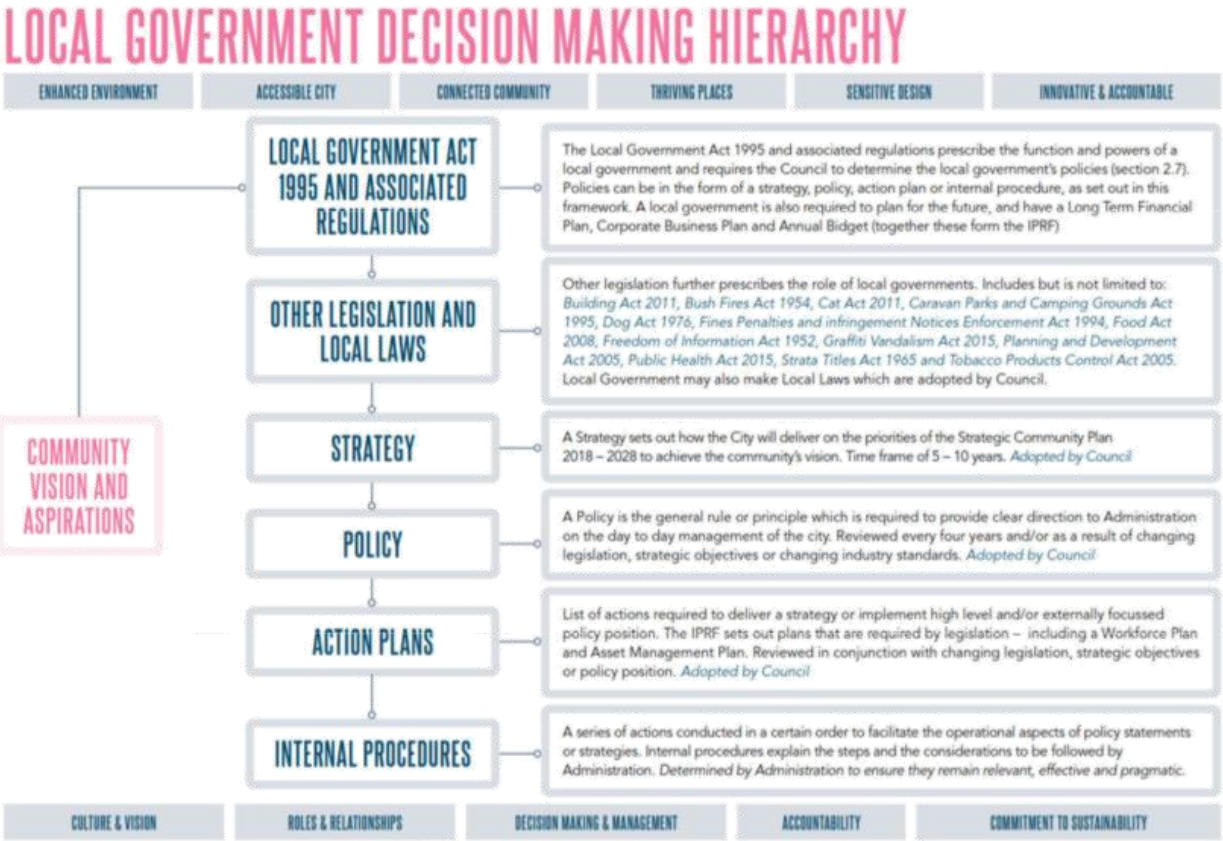 LOCAL GOVERNMENT DECISION MAKING HIERARCHY
ENHANCED ENVIRONMENT
ACCESSIBLE CITY
CONNECTED COMMUNITY
THRIVING PLACES
SENSITIVE DESIGN
INNOVATIVE & ACCOUNTABLE
LOCAL GOVERNMENT ACT
1995 AND ASSOCIATED
REGULATIONS
The Local Government Act 1995 and associated regulations prescribe the function and powers of a
local government and requires the Council to determine the local government's policies (section 2.7).
Policies can be in the form of a strategy, policy, action plan or internal procedure, as set out in this
framework. A local government is also required to plan for the future, and have a Long Term Financial
Plan, Corporate Business Plan and Annual Budget (together these form the IPRF)
OTHER LEGISLATION AND
LOCAL LAWS
Other legislation further prescribes the role of local governments. Includes but is not limited to:
Building Act 2011, Bush Fires Act 1954, Cat Act 2011, Caravan Parks and Camping Grounds Act
1995, Dog Act 1976, Fines Penalties and infringement Notices Enforcement Act 1994, Food Act
2008, Freedom of Information Act 1952, Graffiti Vandalism Act 2015, Planning and Development
Act 2005, Public Health Act 2015, Strata Titles Act 1965 and Tobacco Products Control Act 2005.
Local Government may also make Local Laws which are adopted by Council.
COMMUNITY
VISION AND
ASPIRATIONS
STRATEGY
A Strategy sets out how the City will deliver on the priorities of the Strategic Community Plan
2018 – 2028 to achieve the community's vision. Time frame of 5 – 10 years. Adopted by Council
POLICY
A Policy is the general rule or principle which is required to provide clear direction to Administration
on the day to day management of the city. Reviewed every four years and/or as a result of changing
legislation, strategic objectives or changing industry standards. Adopted by Council
ACTION PLANS
List of actions required to deliver a strategy or implement high level and/or externally focussed
policy position. The IPRF sets out plans that are required by legislation – including a Workforce Plan
and Asset Management Plan. Reviewed in conjunction with changing legislation, strategic objectives
or policy position. Adopted by Council
INTERNAL PROCEDURES
A series of actions conducted in a certain order to facilitate the operational aspects of policy statements
or strategies. Internal procedures explain the steps and the considerations to be followed by
Administration. Determined by Administration to ensure they remain relevant, effective and pragmatic.
CULTURE & VISION
ROLES & RELATIONSHIPS
DECISION MAKING & MANAGEMENT
ACCOUNTABILITY
COMMITMENT TO SUSTAINABILITY